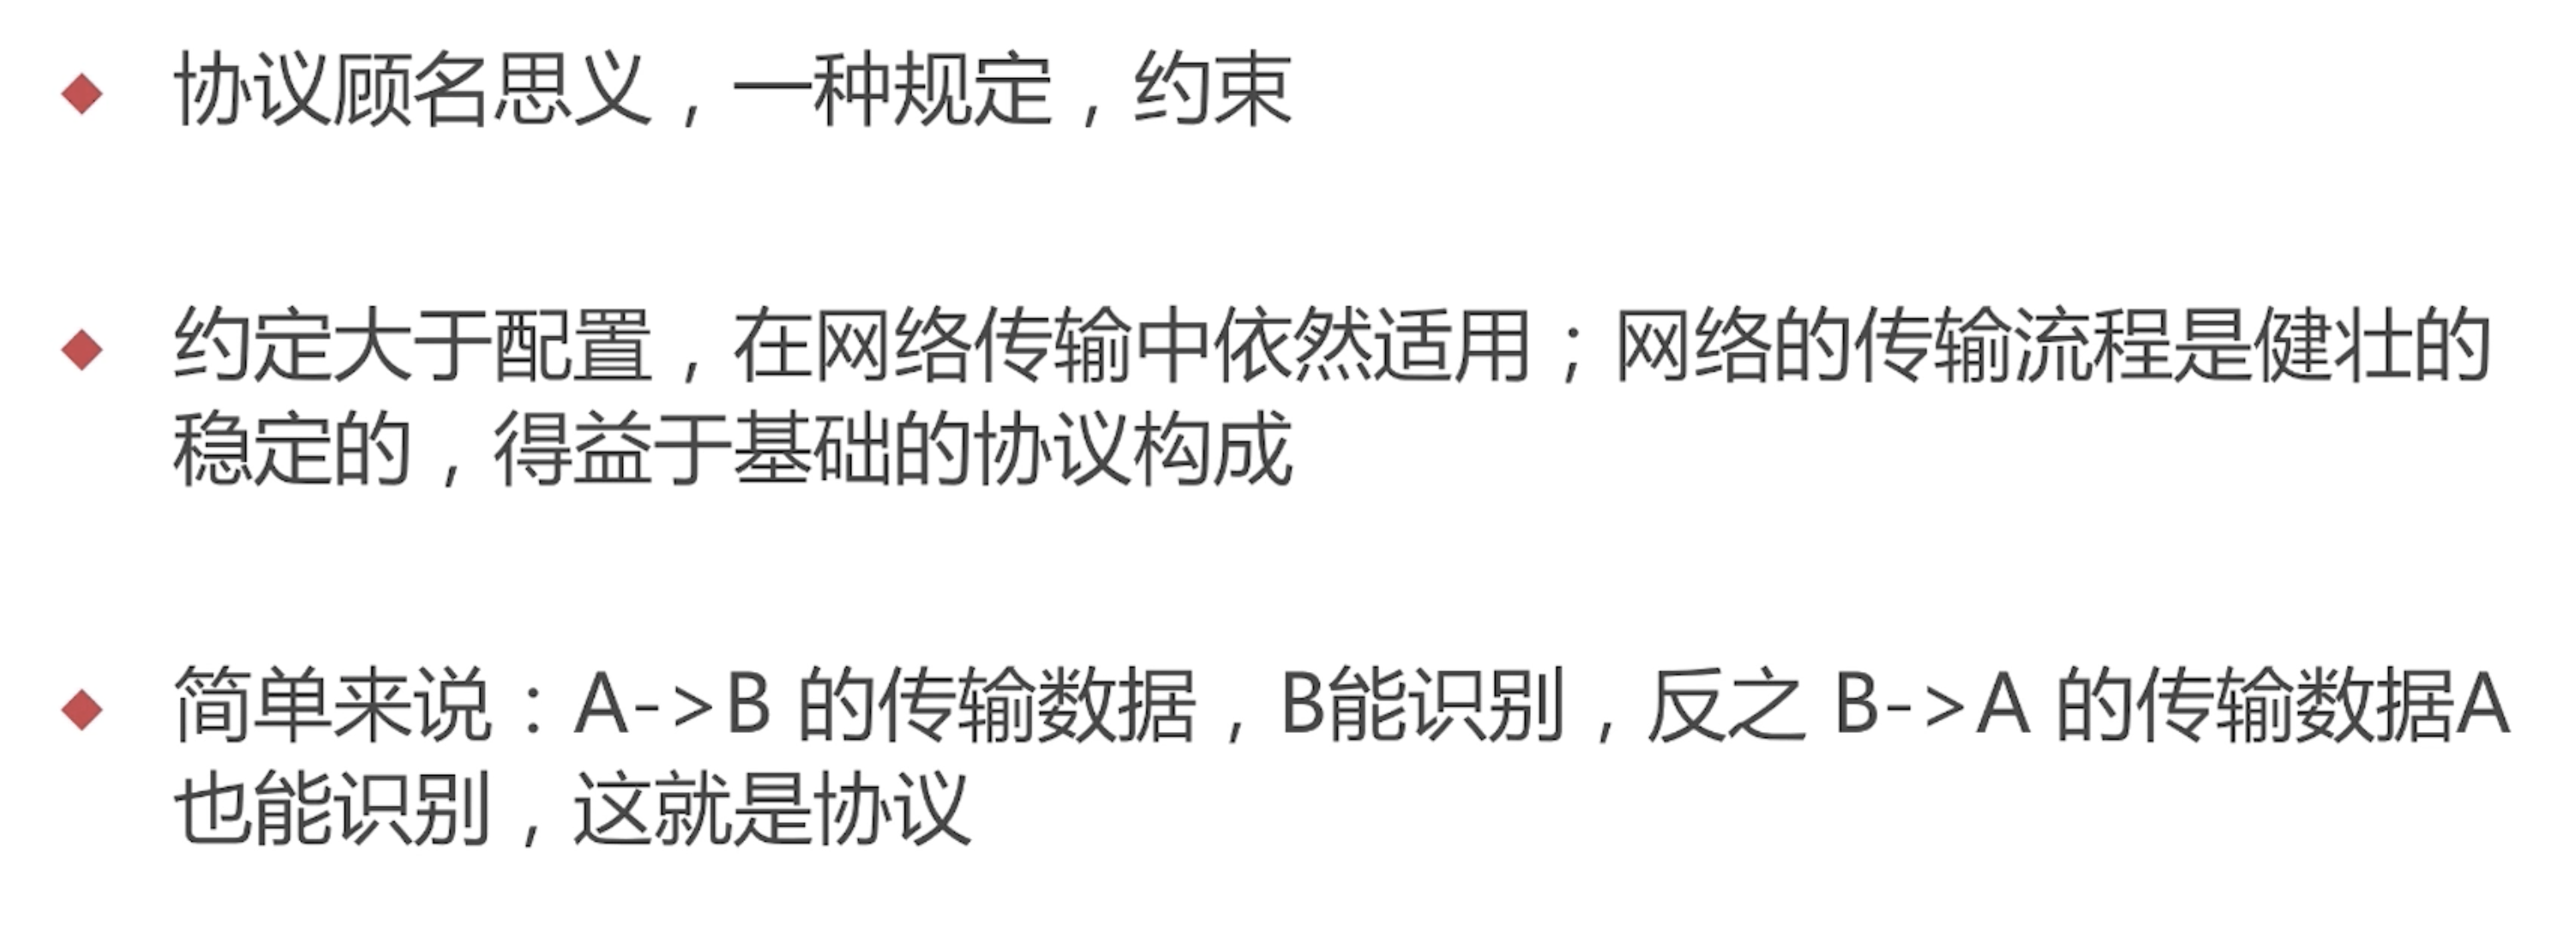 协议顾名思义，一种规定，约束
约定大于配置，在网络传输中依然适用；网络的传输流程是健壮的
稳定的，得益于基础的协议构成
简单来说：A->B 的传输数据，B能识别，反之 B->A 的传输数据A
也能识别，这就是协议